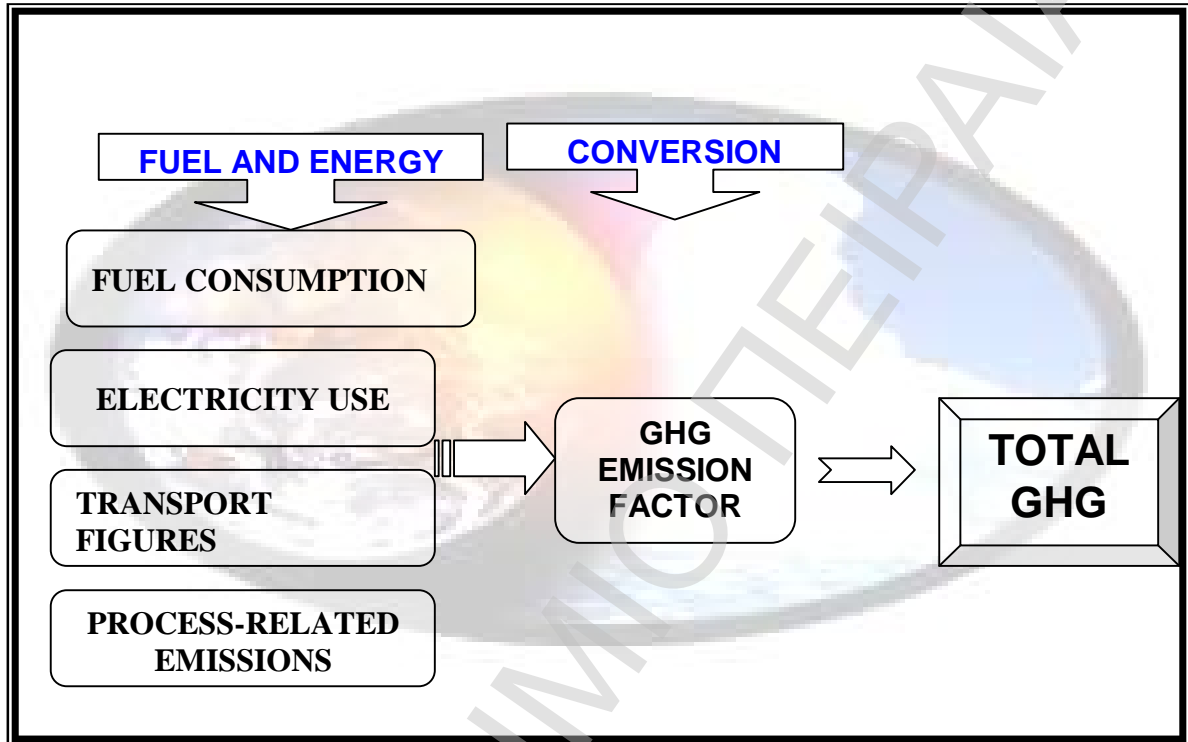 FUEL AND ENERGY
CONVERSION
FUEL CONSUMPTION
ELECTRICITY USE
TRANSPORT
FIGURES
PROCESS-RELATED
EMISSIONS
GHG
EMISSION
FACTOR
TOTAL
GHG